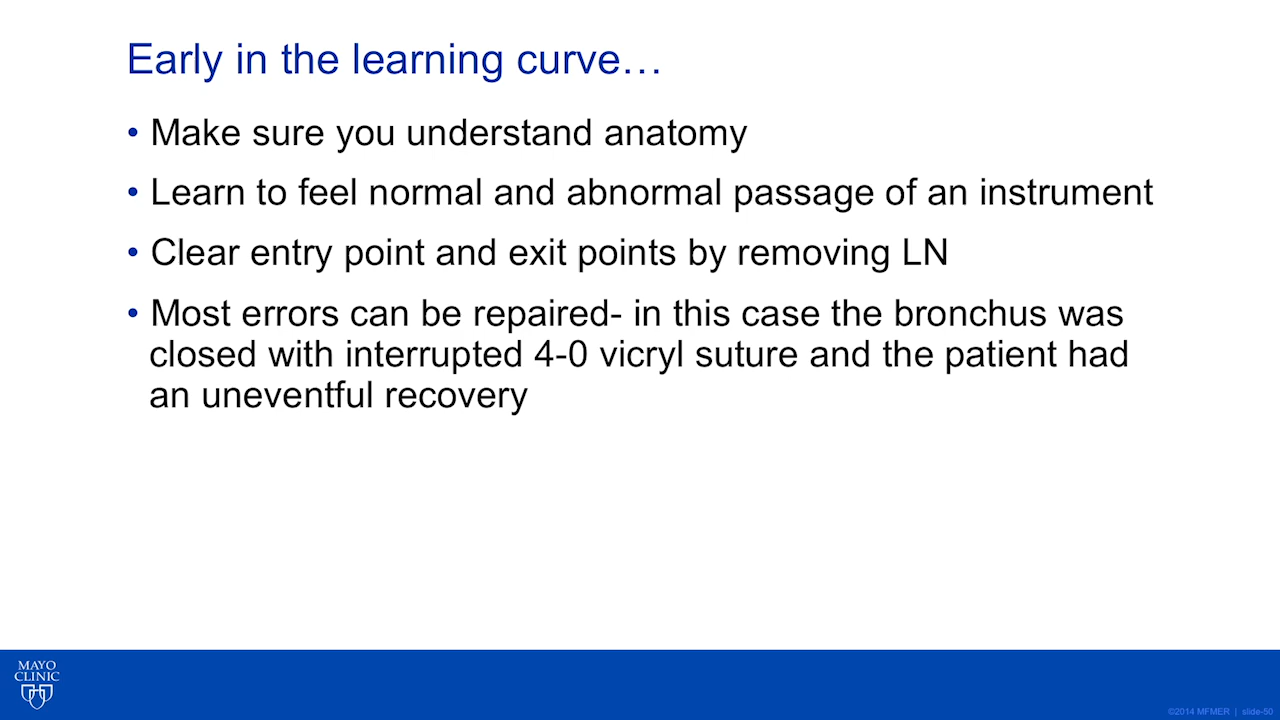 Early in the learning curve…
• Make sure you understand anatomy
• Learn to feel normal and abnormal passage of an instrument
• Clear entry point and exit points by removing LN
• Most errors can be repaired- in this case the bronchus was
closed with interrupted 4-0 vicryl suture and the patient had
an uneventful recovery
MAYO
CLINIC
©2014 MFMER | slide-50